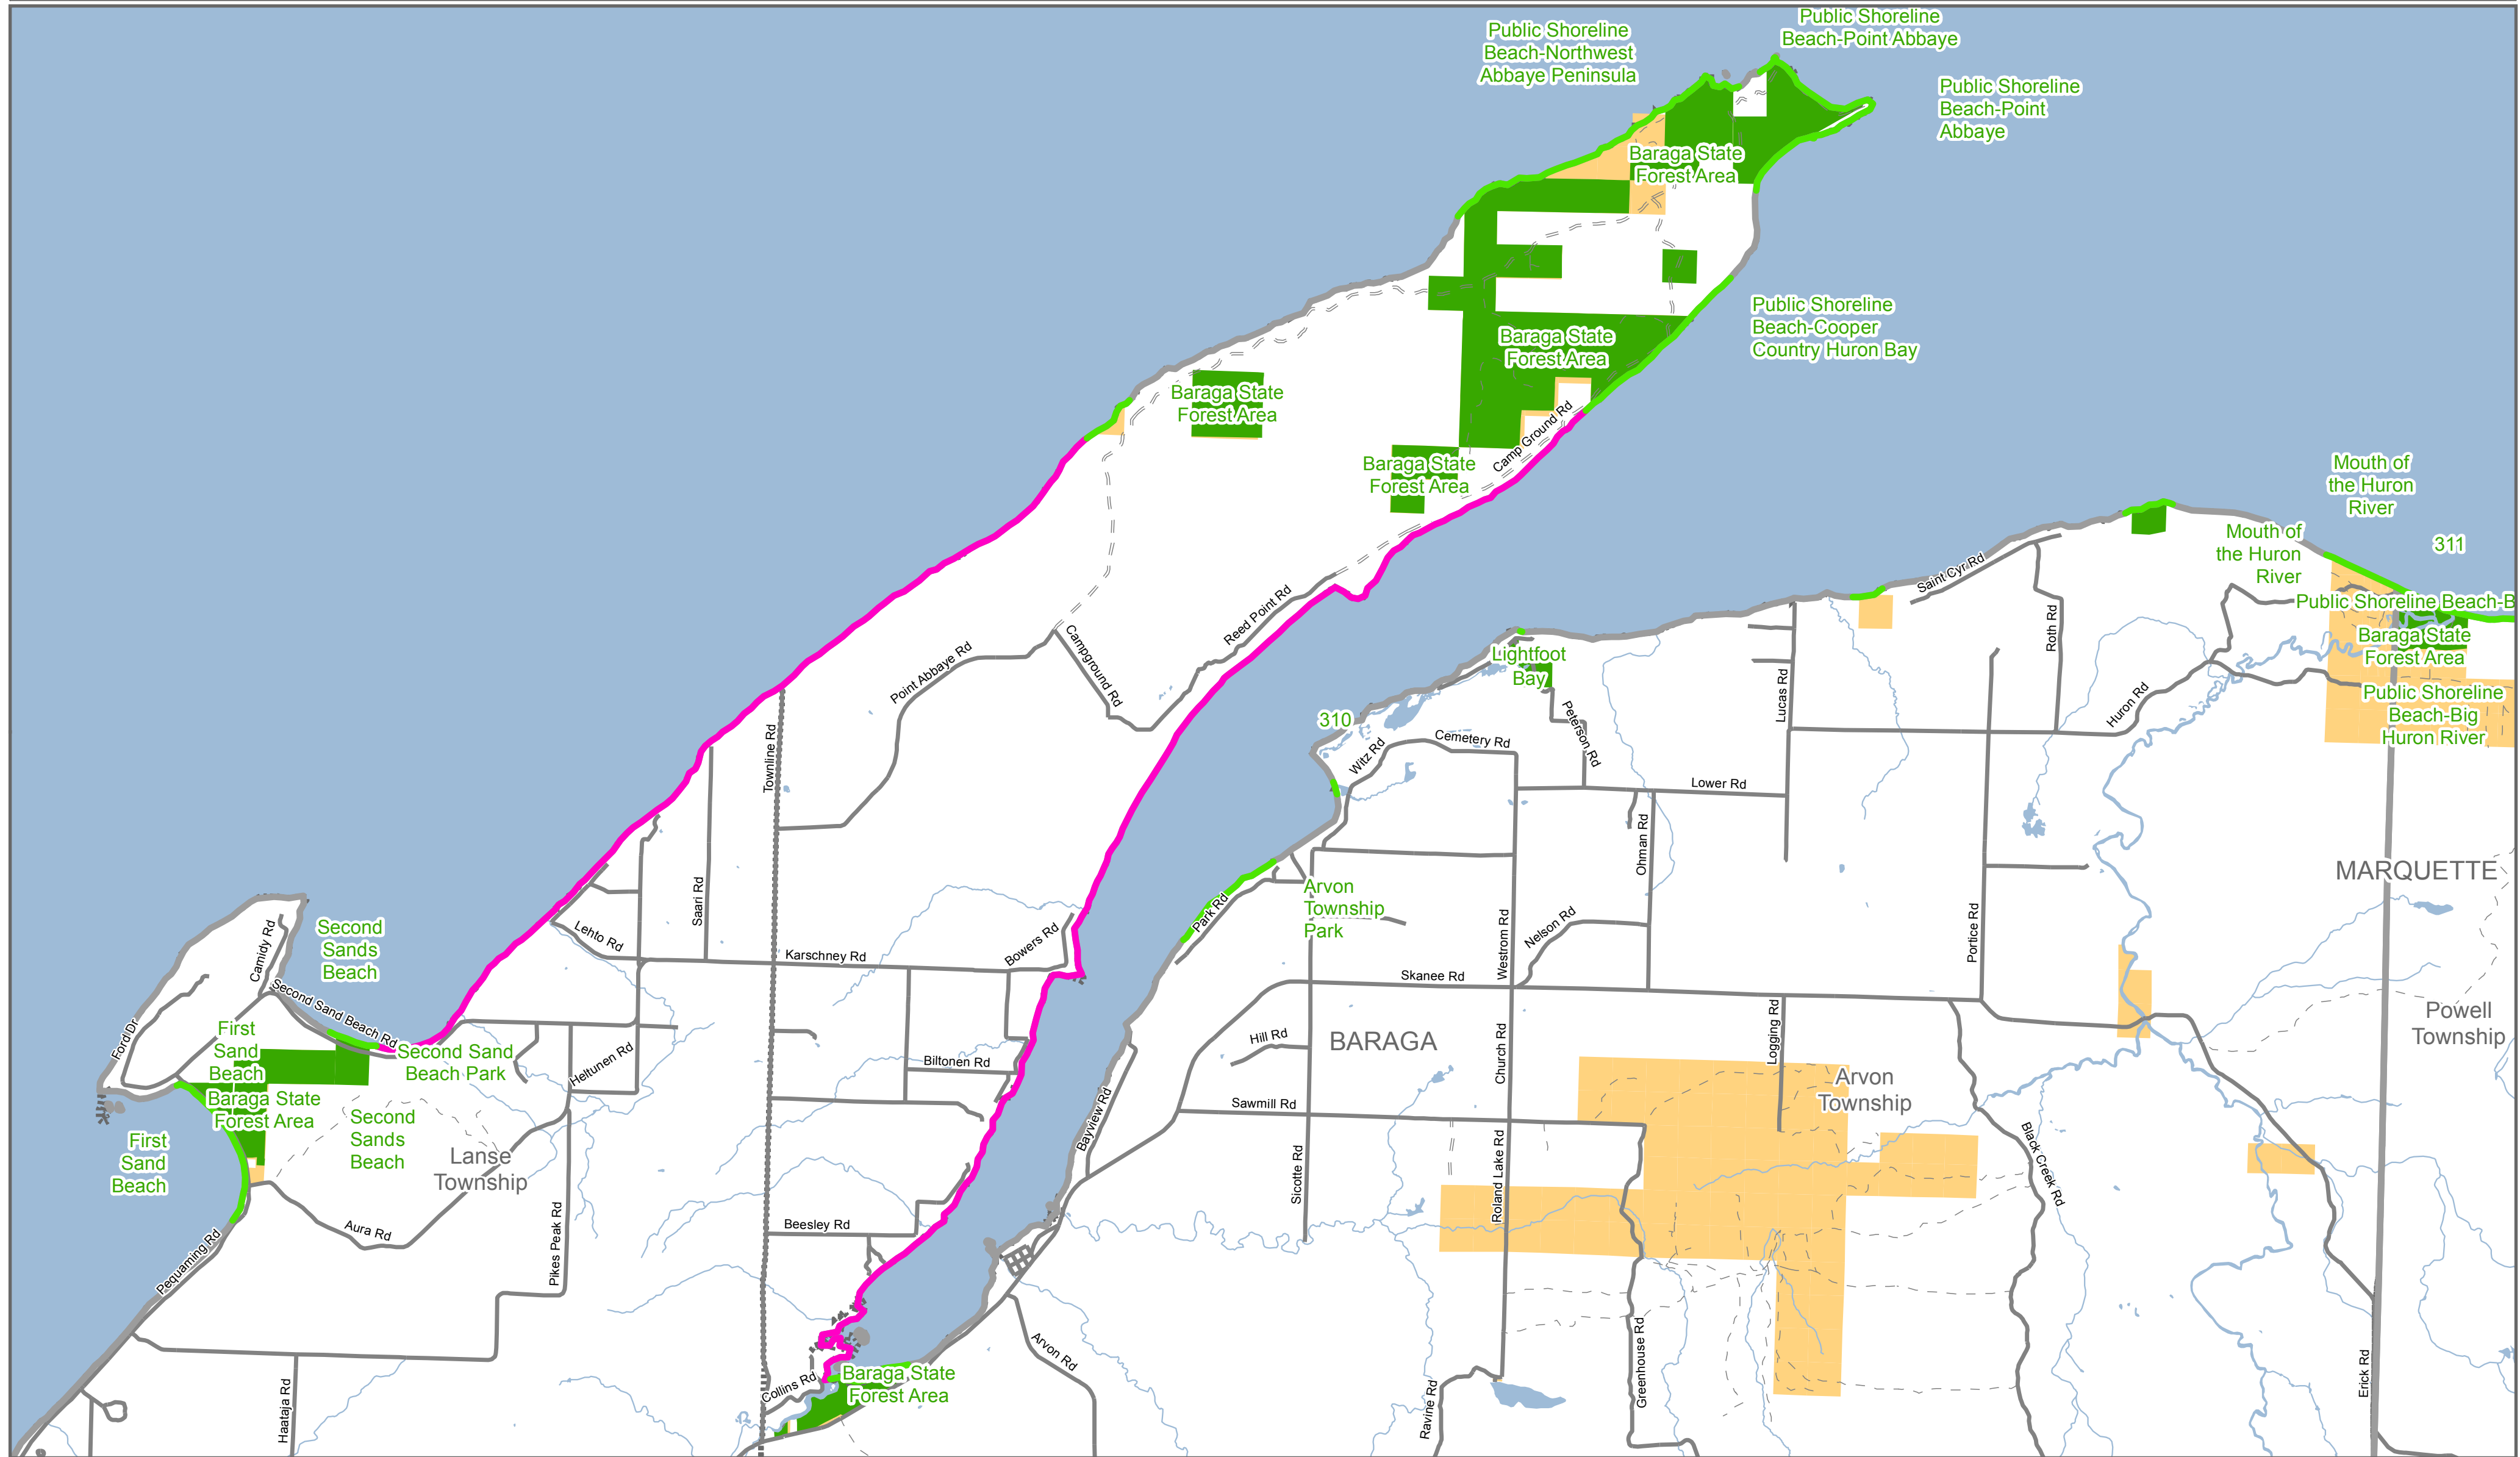 Public Shoreline
Beach-Northwest
Abbaye Peninsula
Public Shoreline
Beach-Point Abbaye
Public Shoreline
Beach-Point
Abbaye
Baraga State
Forest Area
Public Shoreline
Beach-Cooper
Country Huron Bay
Baraga State
Forest Area
Baraga State
Forest Area
Camp Ground Rd
Baraga State
Forest Area
Mouth of
the Huron
River
Mouth of
the Huron
River
311
Saint Cyr Rd
Public Shoreline Beach-B
Reed Point Rd
Roth Rd
Campground Rd
Point Abbaye Rd
Lightfoot
Bay
Baraga State
Forest Area
Public Shoreline
Beach-Big
Huron River
Huron Rd
Lucas Rd
310
Peterson Rd
Cemetery Rd
Witz Rd
Townline Rd
Lower Rd
Ohman Rd
MARQUETTE
Saari Rd
Arvon
Township
Park
Park Rd
Second
Sands
Beach
Camidy Rd
Lehto Rd
Bowers Rd
Karschney Rd
Westrom Rd
Nelson Rd
Portice Rd
Skanee Rd
Second Sand Beach Rd
Ford Dr
First
Sand
Beach
Second Sand
Beach Park
Heltunen Rd
Biltonen Rd
Hill Rd
BARAGA
Church Rd
Logging Rd
Powell
Township
Arvon
Township
Baraga State
Forest Area
Second
Sands
Beach
First
Sand
Beach
Lanse
Township
Bayview Rd
Sawmill Rd
Sicotte Rd
Roland Lake Rd
Black Creek Rd
Aura Rd
Pikes Peak Rd
Beesley Rd
Pequaming Rd
Arvon Rd
Greenhouse Rd
Erick Rd
Collins Rd
Baraga State
Forest Area
Haataja Rd
Ravine Rd